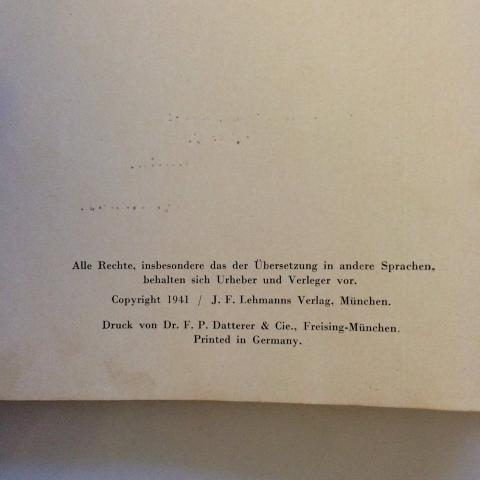 Alle Rechte, insbesondere das der Übersetzung in andere Sprachen,
behalten sich Urheber und Verleger vor.
Copyright 1941 / J. F. Lehmanns Verlag, München.
Druck von Dr. F. P. Datterer & Cie., Freising-München.
Printed in Germany.